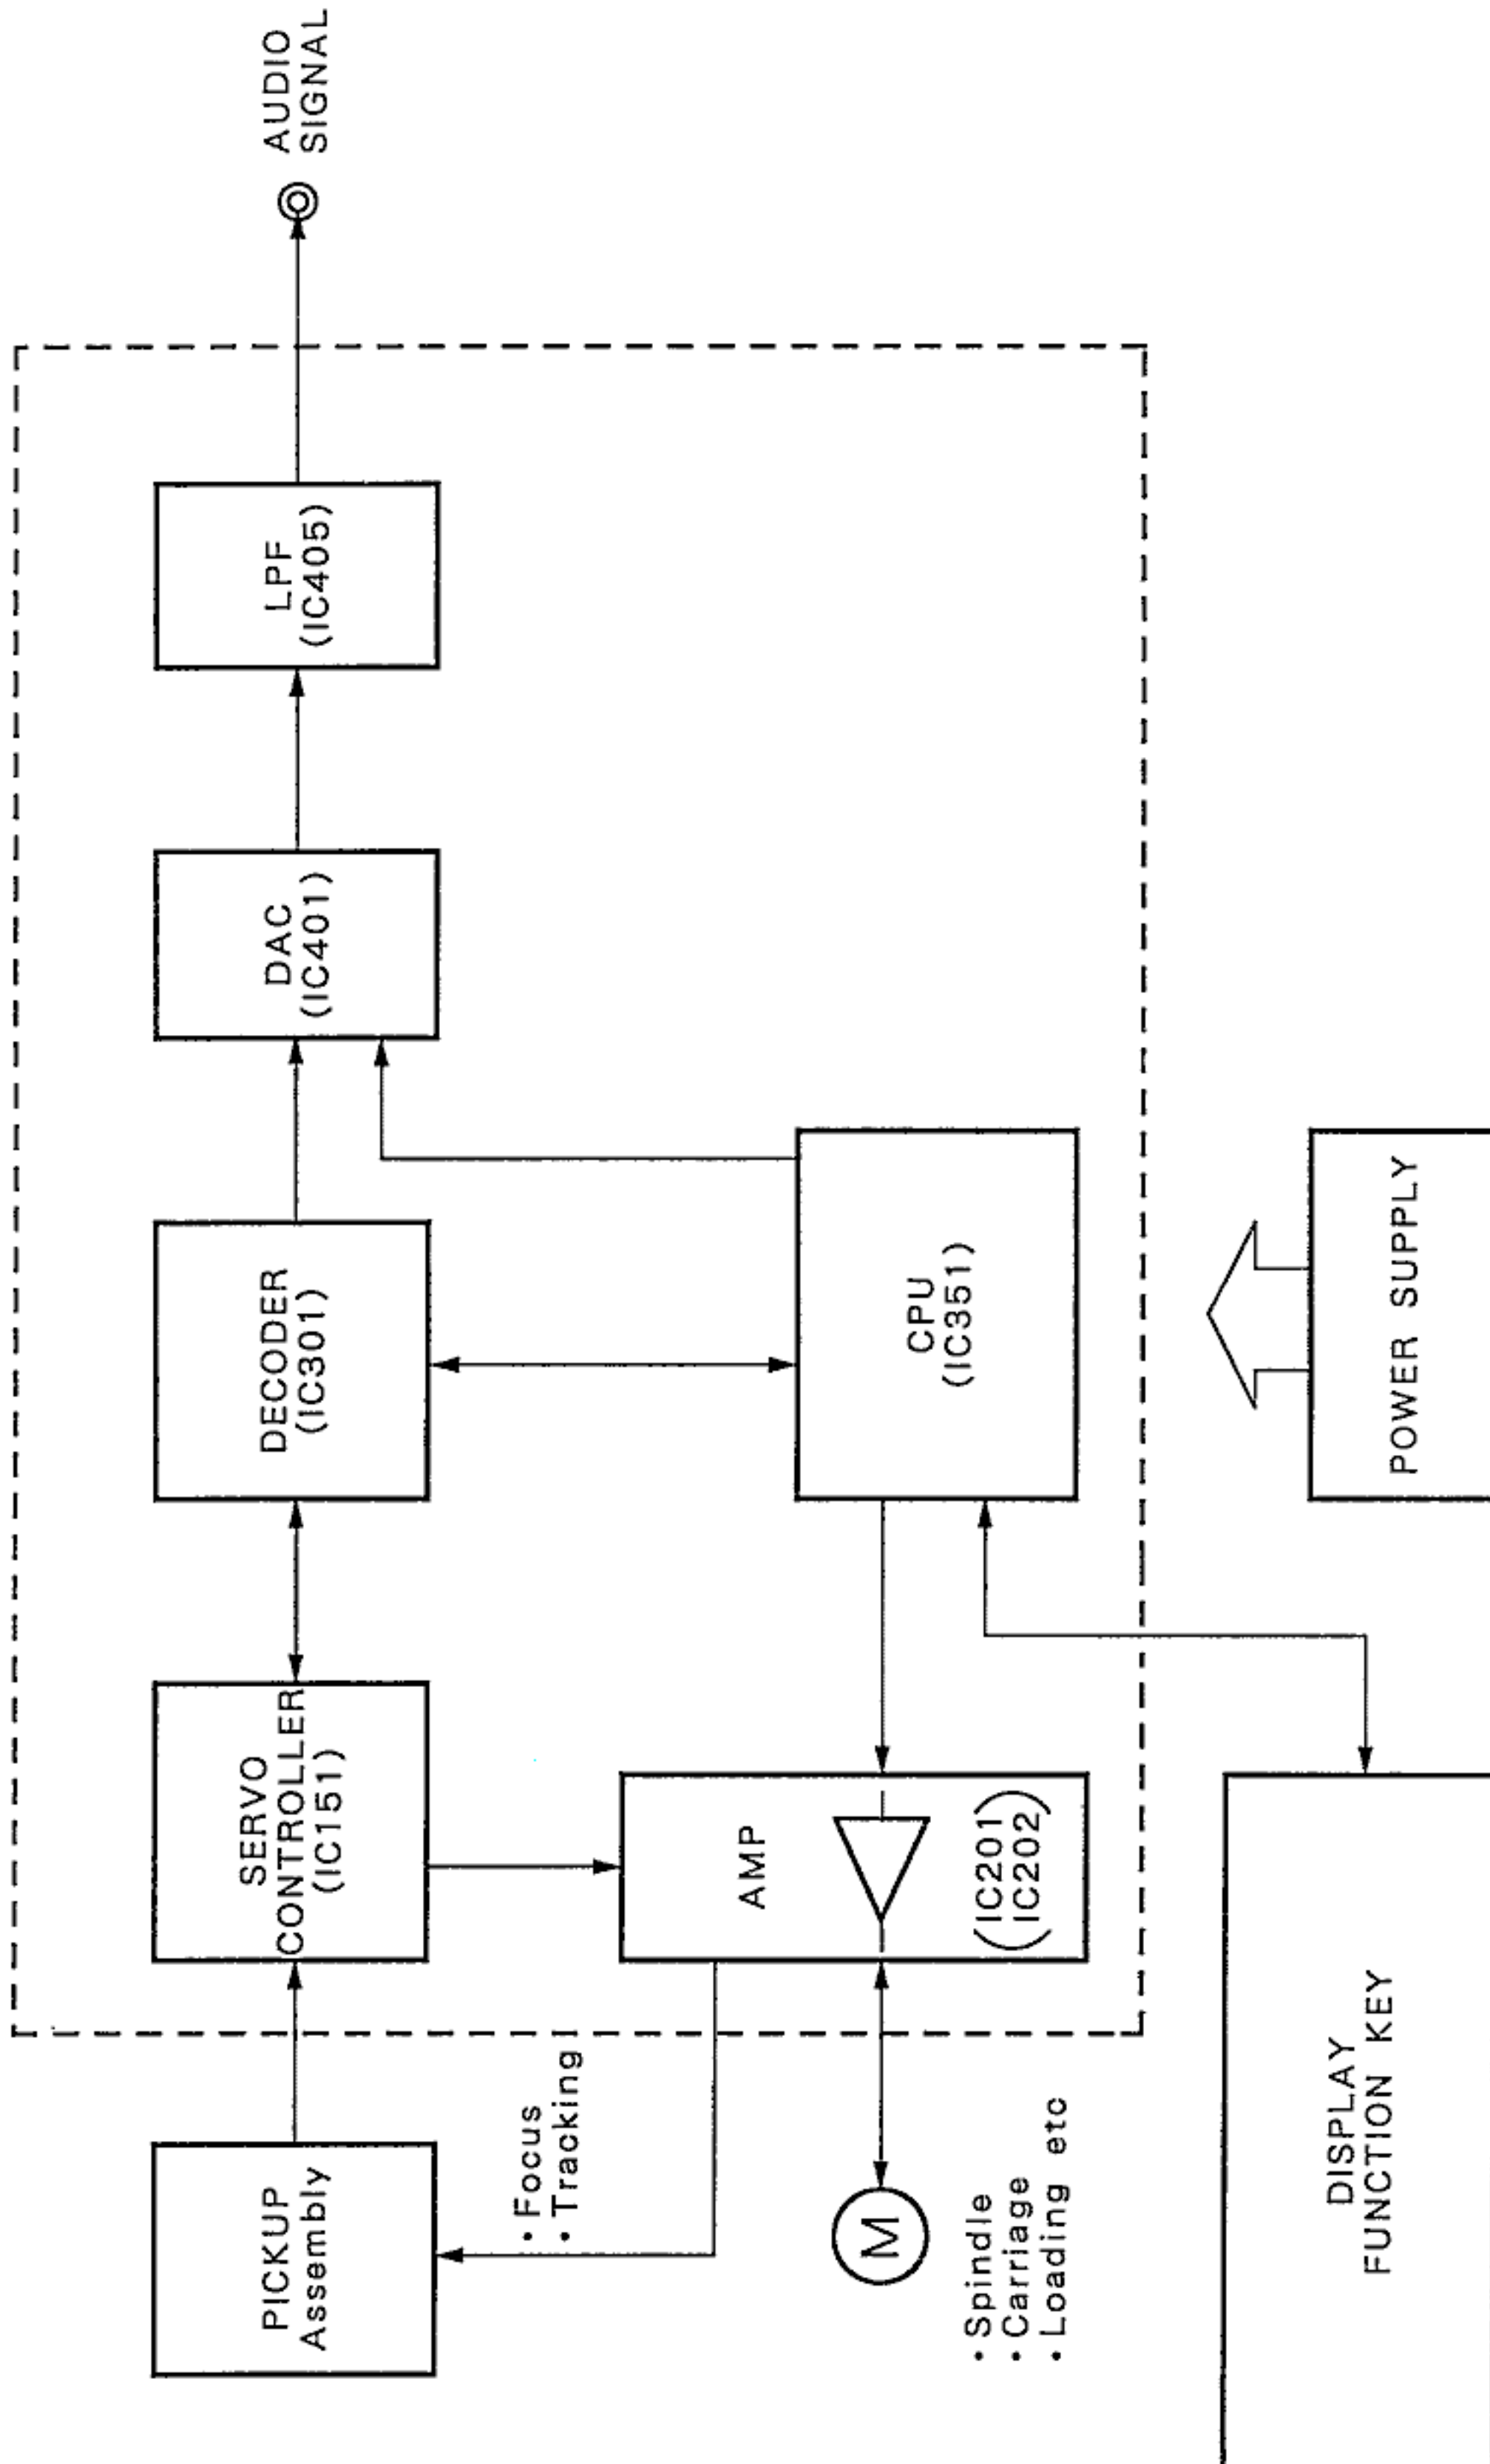 PICKUP
Assembly
SERVO
CONTROLLER
(IC151)
DECODER
(IC301)
DAC
(IC401)
LPF
(IC405)
AUDIO
SIGNAL
• Focus
• Tracking
AMP
(IC201)
(IC202)
CPU
(IC351)
M
• Spindle
• Carriage
• Loading etc
DISPLAY
FUNCTION KEY
POWER SUPPLY